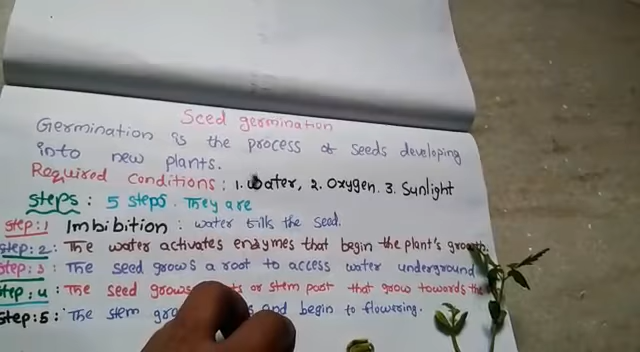 Seed germination
Germination is the process of seeds developing
into new plants.
Required Conditions: 1. Water, 2. Oxygen. 3. Sunlight
Steps: 5 steps. They are
Step:1 Imbibition: water fills the seed.
Step:2: The water activates enzymes that begin the plant's growth.
Step:3: The seed grows a root to access water underground
Step:4: The seed grows or stem part that grow towards the
Step:5: The stem and begin to flowering.